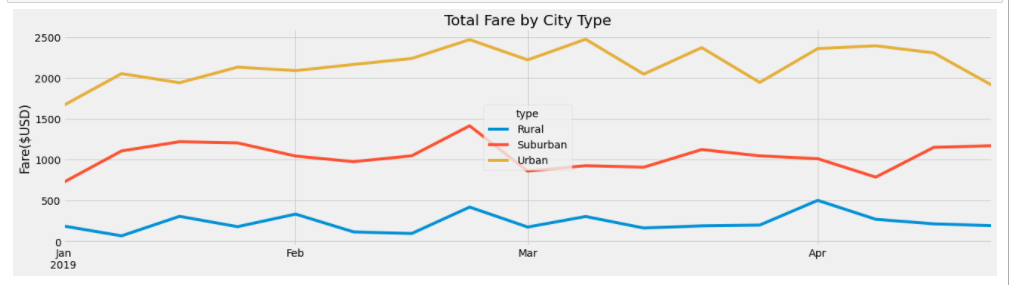 Total Fare by City Type
Fare($USD)
2500
2000
1500
1000
500
0
type
Rural
Suburban
Urban
Jan
2019
Feb
Mar
Apr